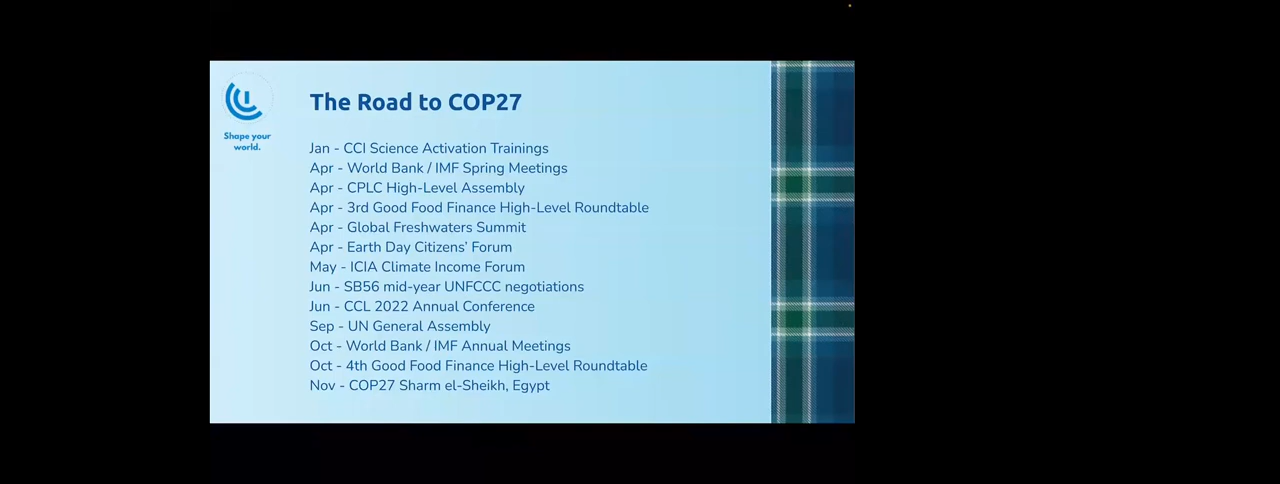 Shape your
world.
The Road to COP27
Jan - CCI Science Activation Trainings
Apr - World Bank / IMF Spring Meetings
Apr - CPLC High-Level Assembly
Apr - 3rd Good Food Finance High-Level Roundtable
Apr - Global Freshwaters Summit
Apr - Earth Day Citizens’ Forum
May - ICIA Climate Income Forum
Jun - SB56 mid-year UNFCCC negotiations
Jun - CCL 2022 Annual Conference
Sep - UN General Assembly
Oct - World Bank / IMF Annual Meetings
Oct - 4th Good Food Finance High-Level Roundtable
Nov - COP27 Sharm el-Sheikh, Egypt